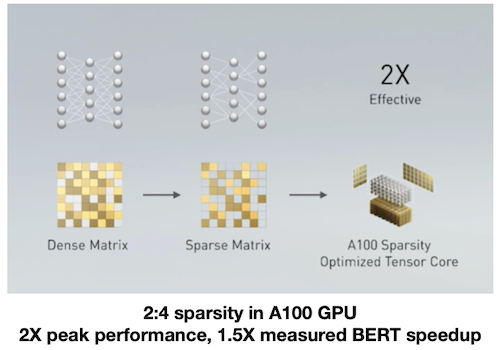 2X
Effective
Dense Matrix
Sparse Matrix
A100 Sparsity
Optimized Tensor Core
2:4 sparsity in A100 GPU
2X peak performance, 1.5X measured BERT speedup